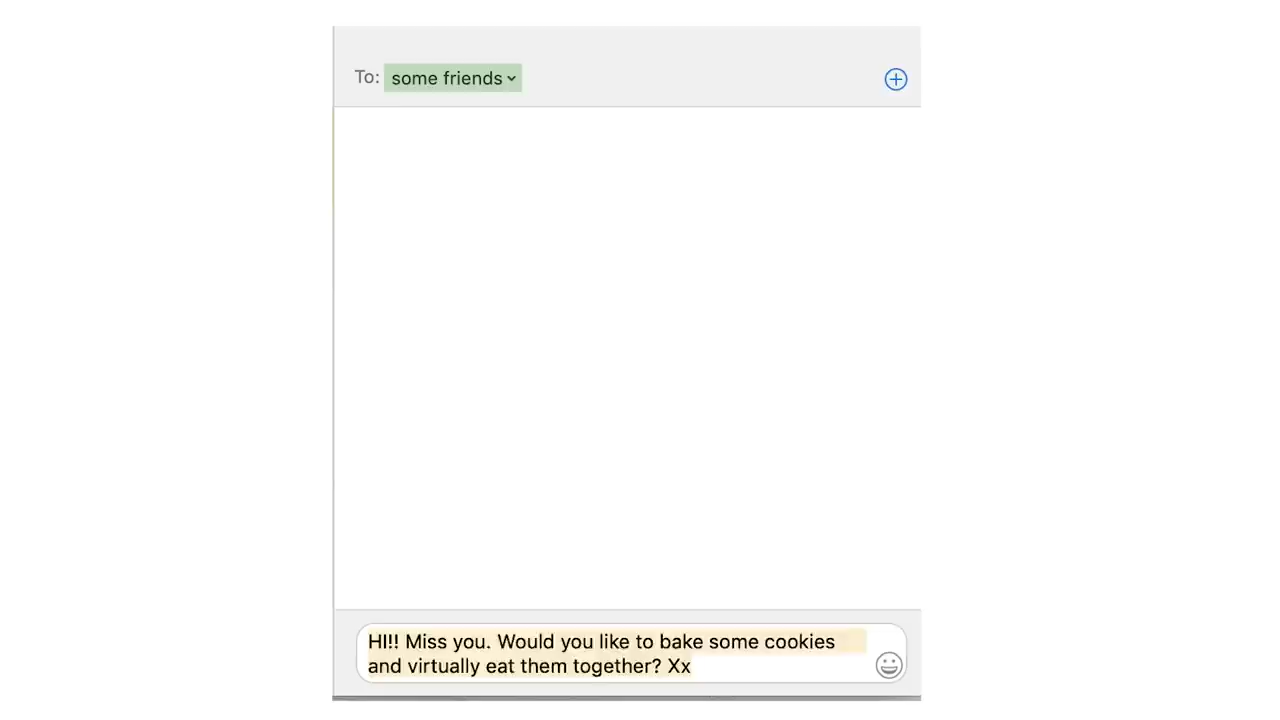 To: some friends
HI!! Miss you. Would you like to bake some cookies
and virtually eat them together? Xx